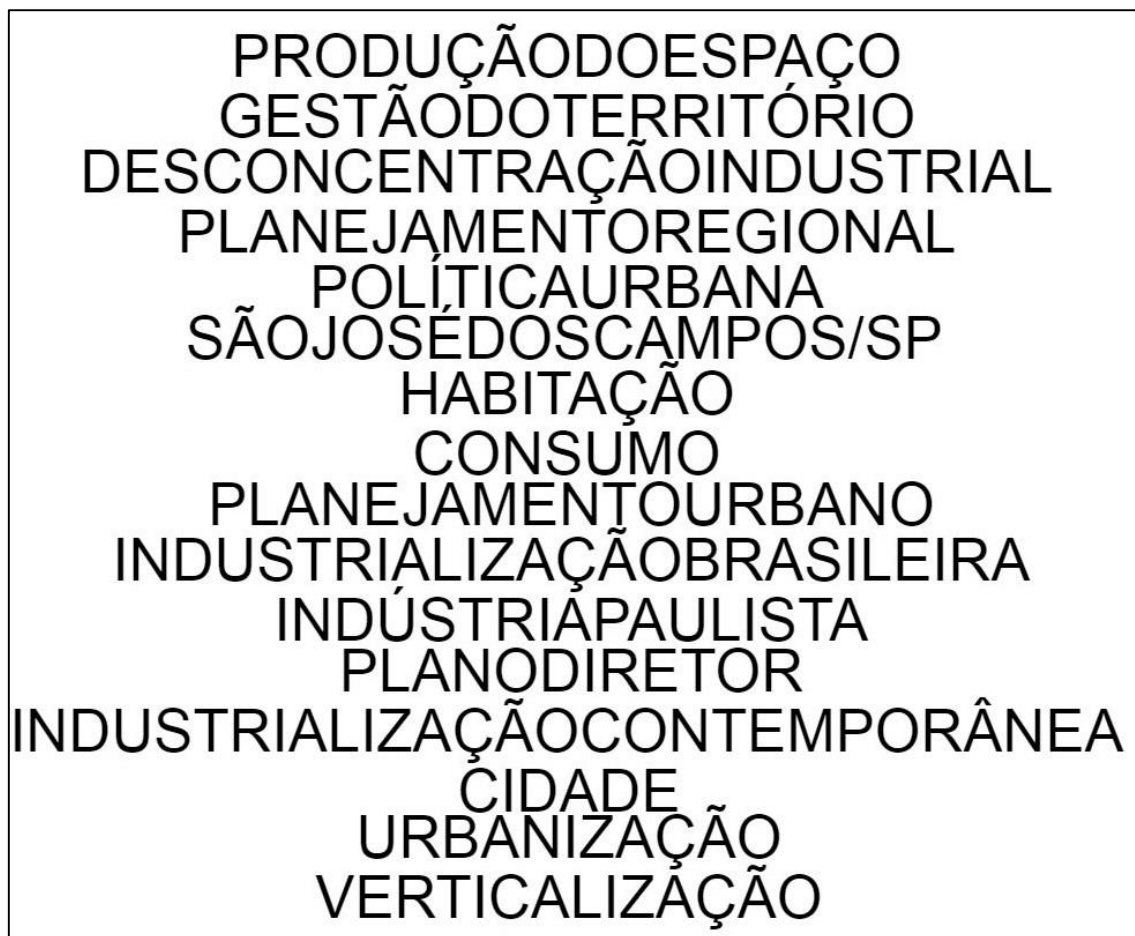 PRODUÇÃODOESPAÇO
GESTÃODOTERRITÓRIO
DESCONCENTRAÇÃOINDUSTRIAL
PLANEJAMENTOREGIONAL
POLÍTICAURBANA
SÃOJOSÉDOSCAMPOS/SP
HABITAÇÃO
CONSUMO
PLANEJAMENTOURBANO
INDUSTRIALIZAÇÃOBRASILEIRA
INDÚSTRIAPAULISTA
PLANODIRETOR
INDUSTRIALIZAÇÃOCONTEMPORÂNEA
CIDADE
URBANIZAÇÃO
VERTICALIZAÇÃO